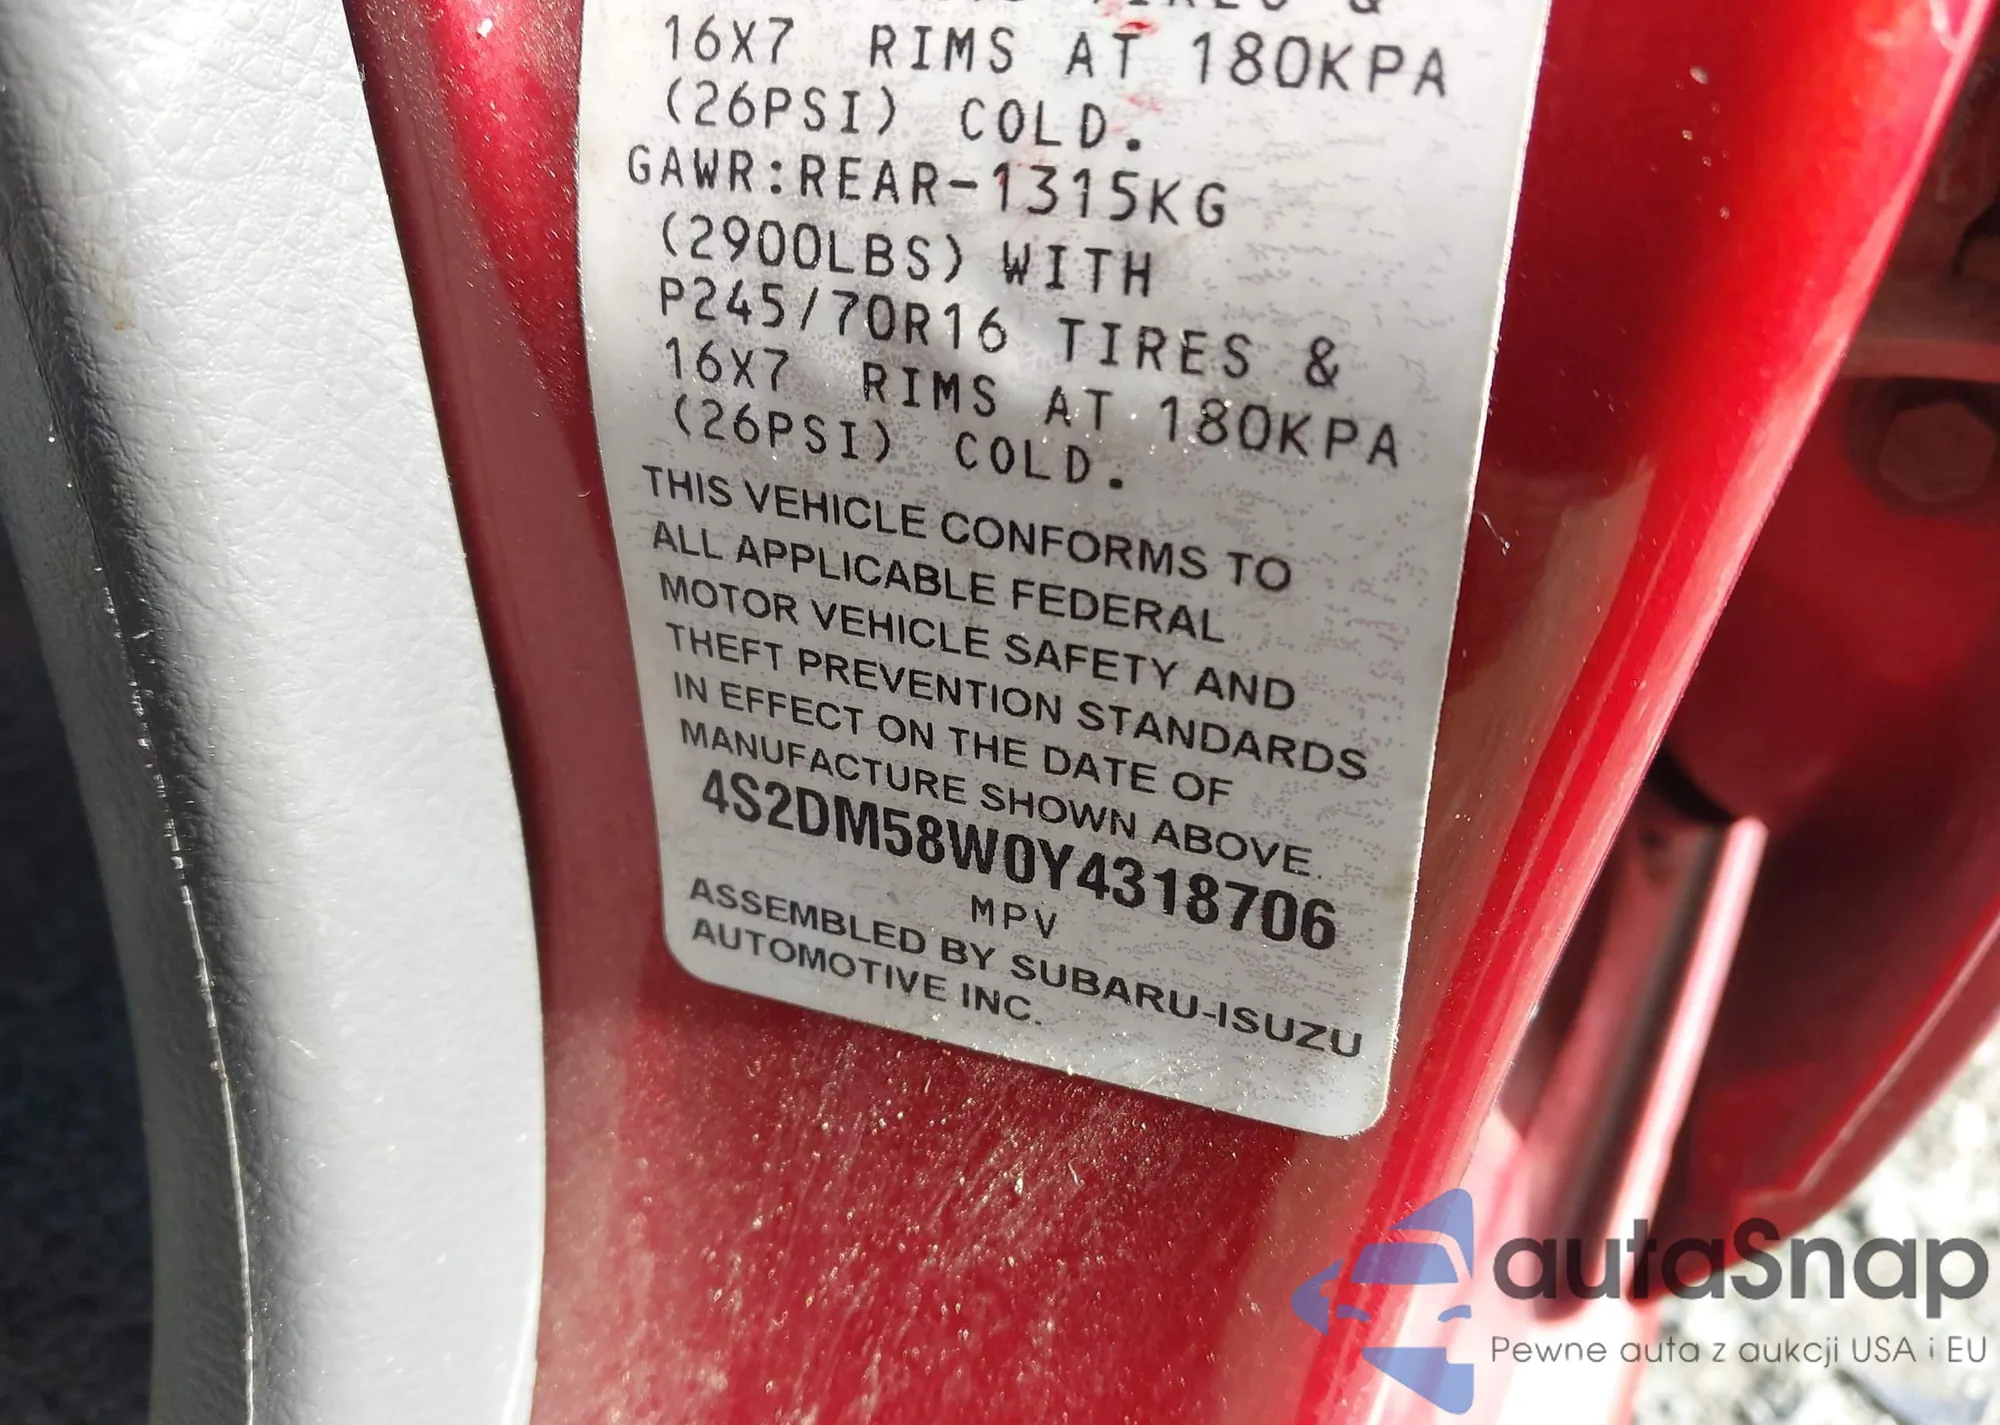 TIRES &
16X7 RIMS AT 180KPA
(26PSI) COLD.
GAWR:REAR-1315KG
(2900LBS) WITH
P245/70R16 TIRES &
16X7 RIMS AT 180KPA
(26PSI) COLD.
THIS VEHICLE CONFORMS TO
ALL APPLICABLE FEDERAL
MOTOR VEHICLE SAFETY AND
THEFT PREVENTION STANDARDS
IN EFFECT ON THE DATE OF
MANUFACTURE SHOWN ABOVE.
4S2DM58W0Y4318706
MPV
ASSEMBLED BY SUBARU-ISUZU
AUTOMOTIVE INC.
autaSnap
Pewne auta z aukcji USA i EU